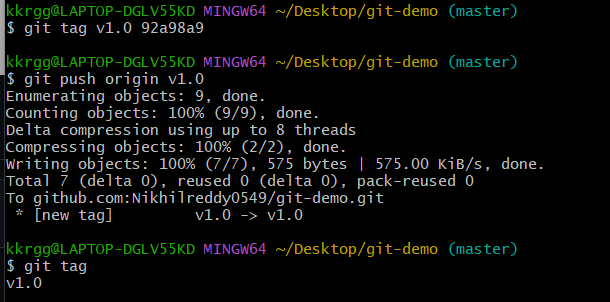 kkrgg@LAPTOP-DGLV55KD MINGW64 ~/Desktop/git-demo (master)
$ git tag v1.0 92a98a9
kkrgg@LAPTOP-DGLV55KD MINGW64 ~/Desktop/git-demo (master)
$ git push origin v1.0
Enumerating objects: 9, done.
Counting objects: 100% (9/9), done.
Delta compression using up to 8 threads
Compressing objects: 100% (2/2), done.
Writing objects: 100% (7/7), 575 bytes | 575.00 KiB/s, done.
Total 7 (delta 0), reused 0 (delta 0), pack-reused 0
To github.com:Nikhilreddy0549/git-demo.git
 * [new tag]         v1.0 -> v1.0
kkrgg@LAPTOP-DGLV55KD MINGW64 ~/Desktop/git-demo (master)
$ git tag
v1.0